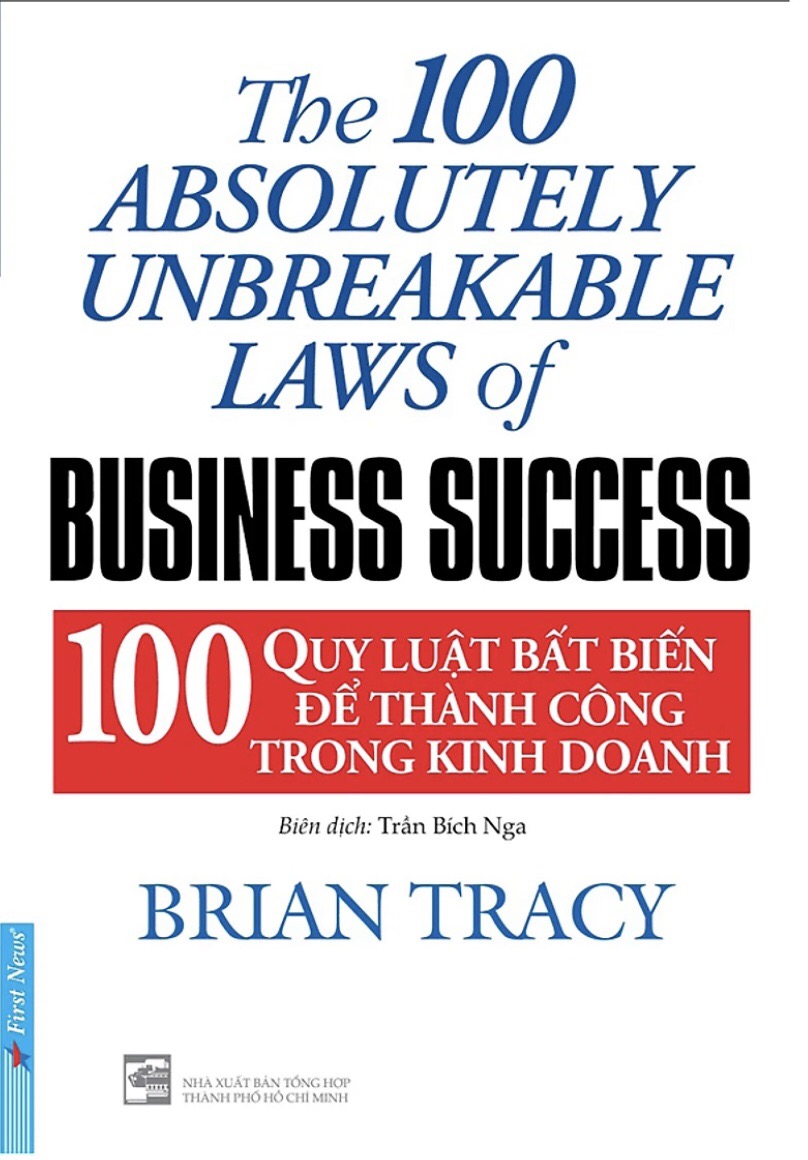 The 100
ABSOLUTELY
UNBREAKABLE
LAWS of
BUSINESS SUCCESS
100 QUY LUẬT BẤT BIẾN
ĐỂ THÀNH CÔNG
TRONG KINH DOANH
Biên dịch: Trần Bích Nga
BRIAN TRACY
First News®
NHÀ XUẤT BẢN TỔNG HỢP
THÀNH PHỐ HỒ CHÍ MINH